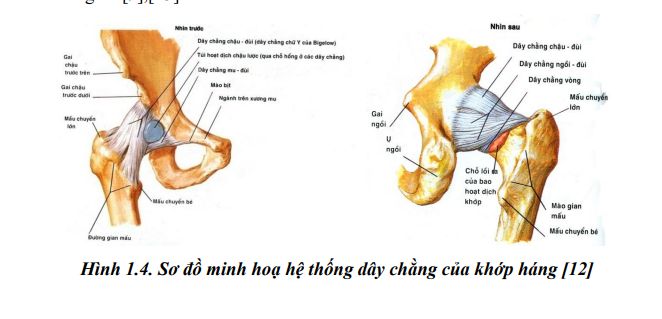 Nhìn trước
Dây chằng chậu - đùi (dây chằng chữ Y của Bigelow)
Túi hoạt dịch chậu lược (qua chỗ hổng ở các dây chằng)
Dây chằng mu - đùi
Mào bịt
Ngành trên xương mu
Gai
chậu
trước trên
Gai chậu
trước dưới
Mấu chuyển
lớn
Mấu chuyển bé
Đường gian mấu
Nhìn sau
Dây chằng chậu - đùi
Dây chằng ngồi - đùi
Dây chằng vòng
Mấu chuyển
lớn
Gai
ngồi
Ụ
ngồi
Chỗ lồi ra
của bao
hoạt dịch
khớp
Mào gian
mấu
Mấu chuyển bé
Hình 1.4. Sơ đồ minh hoạ hệ thống dây chằng của khớp háng [12]